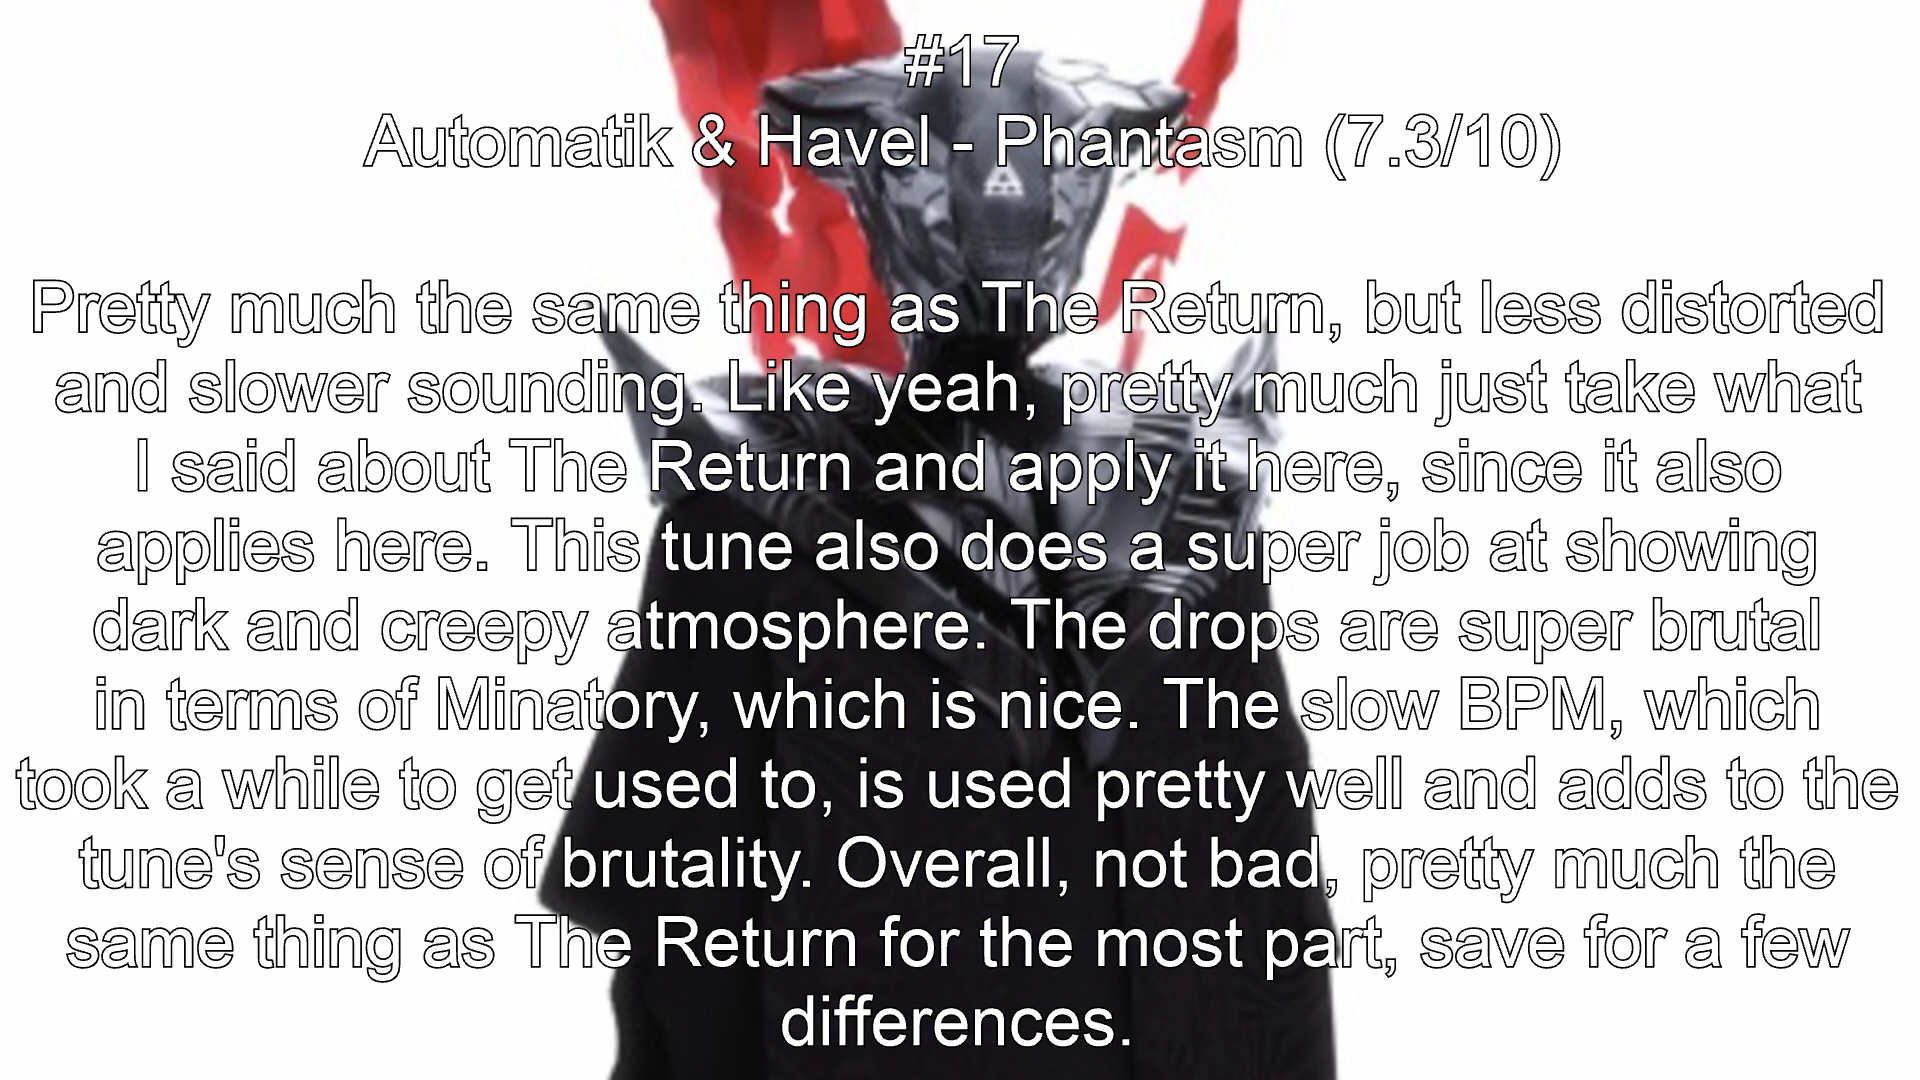 #17
Automatik & Havel - Phantasm (7.3/10)
Pretty much the same thing as The Return, but less distorted
and slower sounding. Like yeah, pretty much just take what
I said about The Return and apply it here, since it also
applies here. This tune also does a super job at showing
dark and creepy atmosphere. The drops are super brutal
in terms of Minatory, which is nice. The slow BPM, which
took a while to get used to, is used pretty well and adds to the
tune's sense of brutality. Overall, not bad, pretty much the
same thing as The Return for the most part, save for a few
differences.